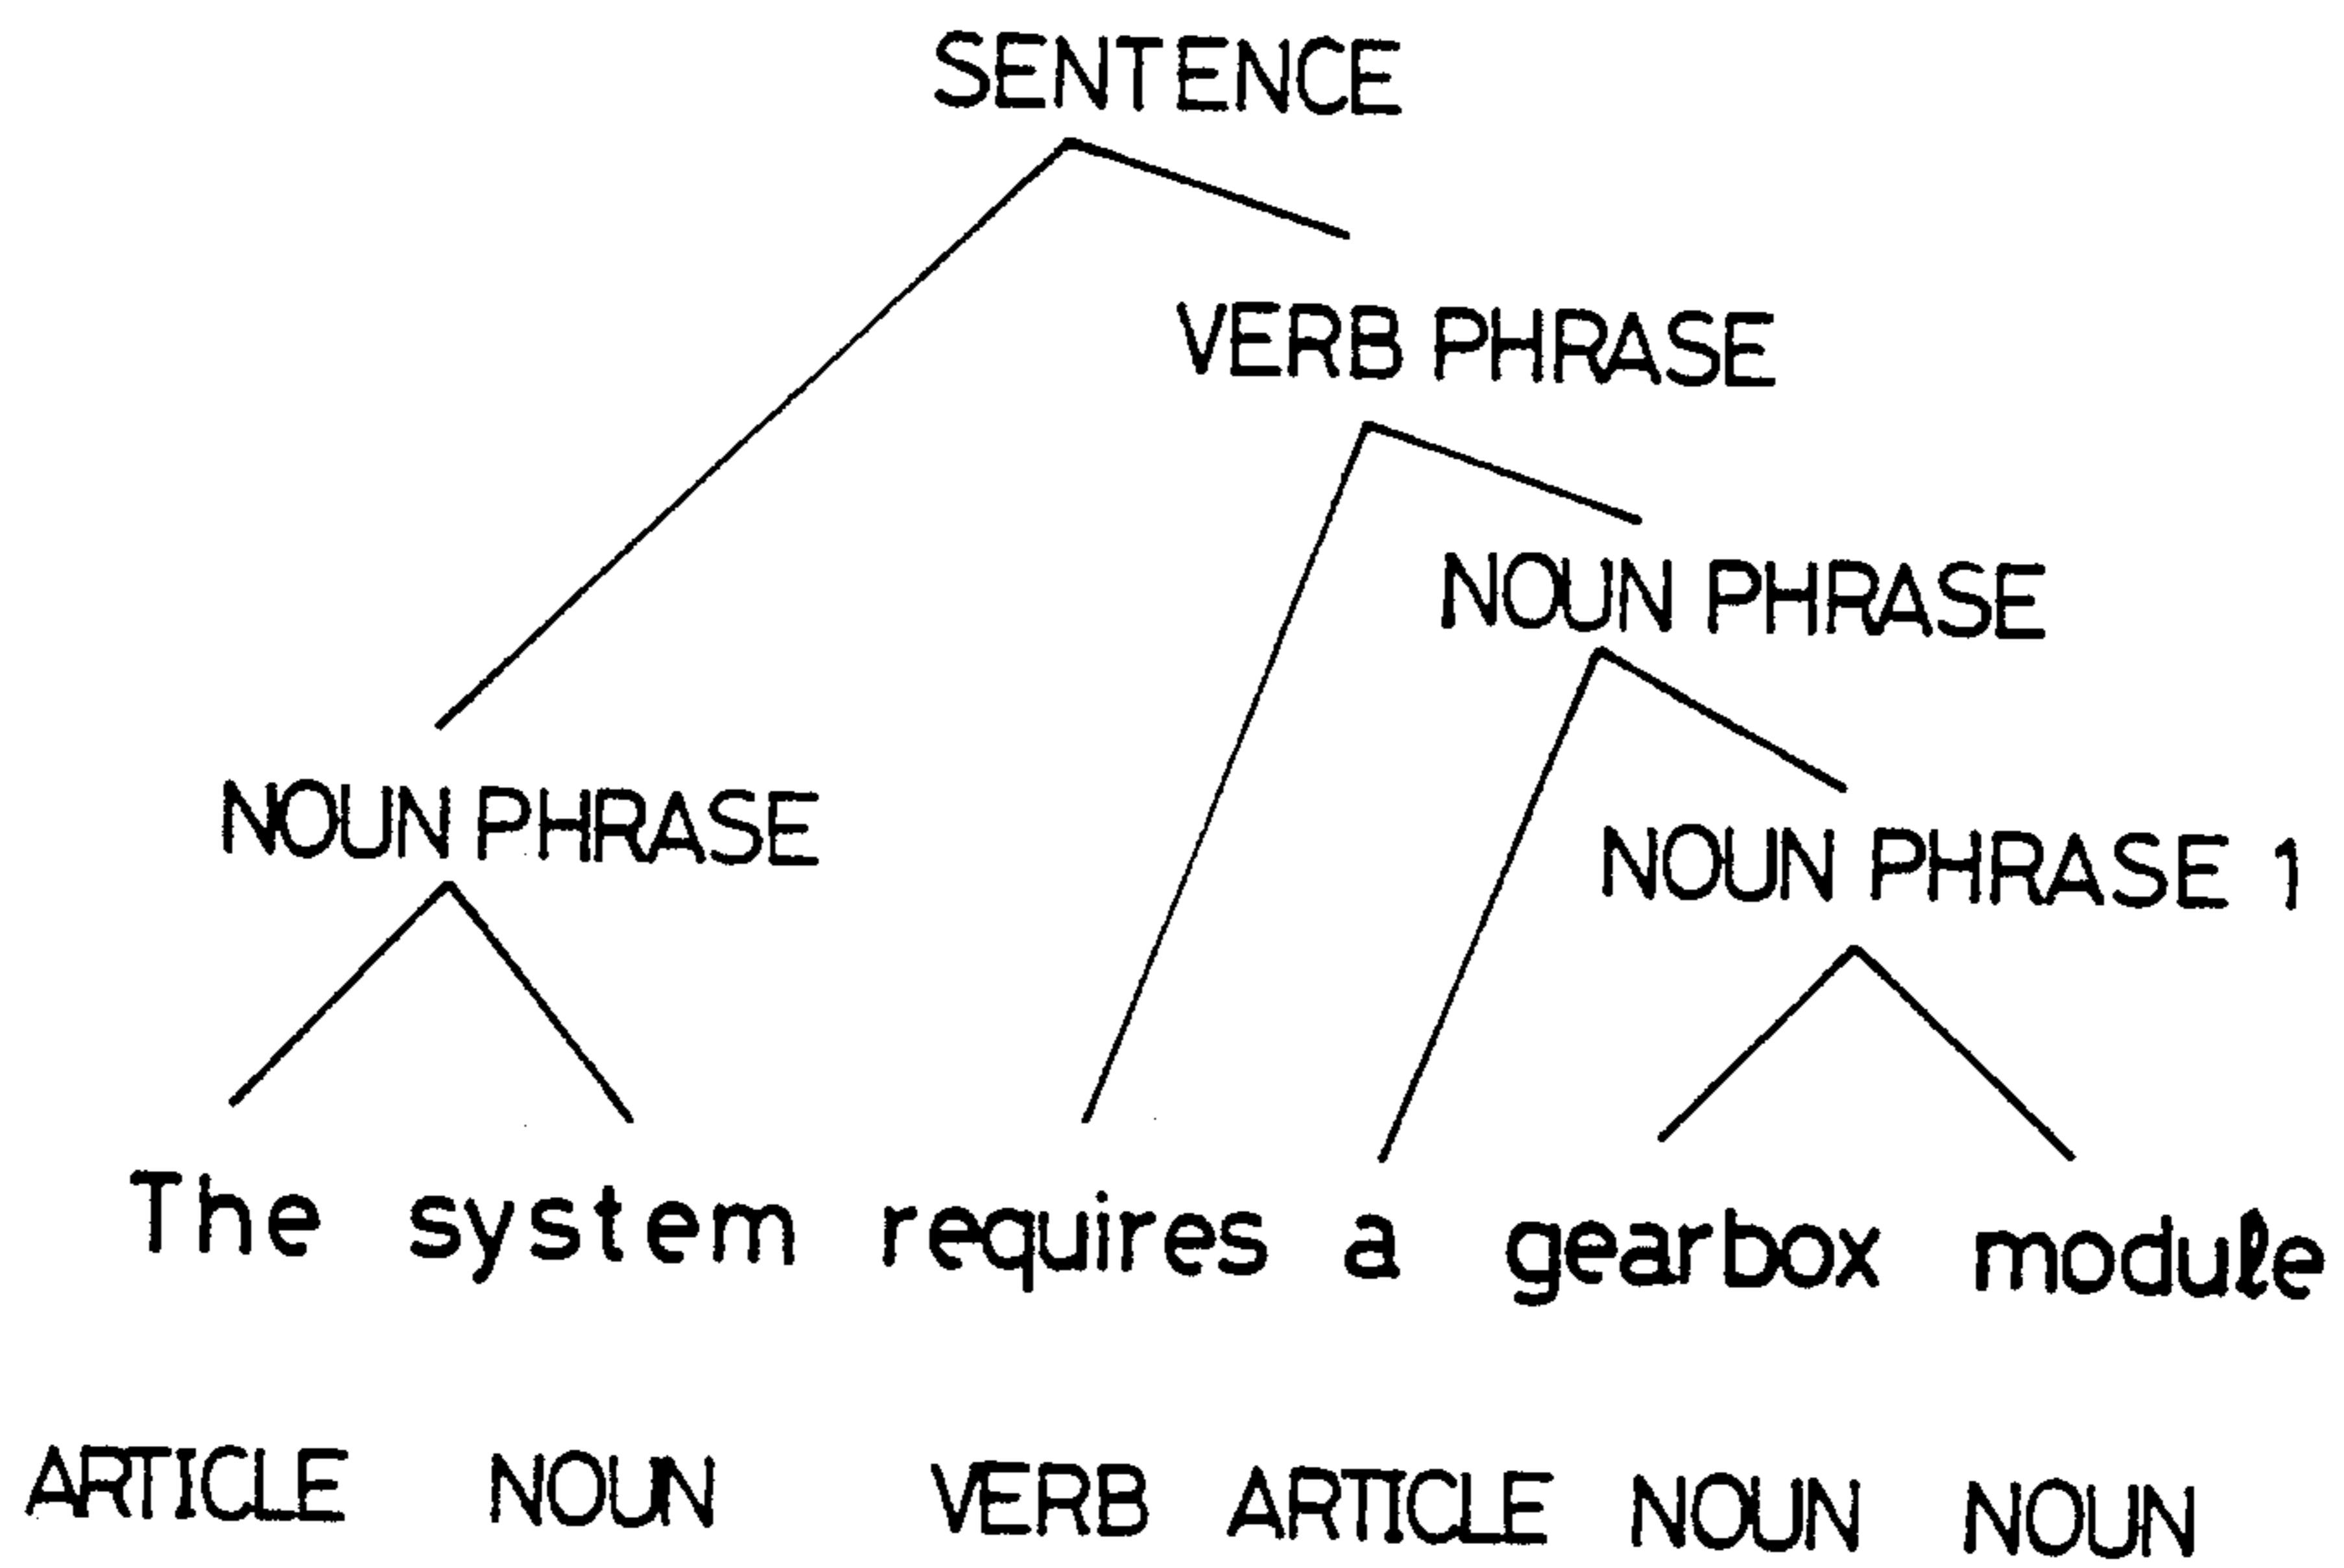 SENTENCE
VERB PHRASE
NOUN PHRASE
NOUN PHRASE
NOUN PHRASE 1
The system requires a gearbox module
ARTICLE NOUN VERB ARTICLE NOUN NOUN